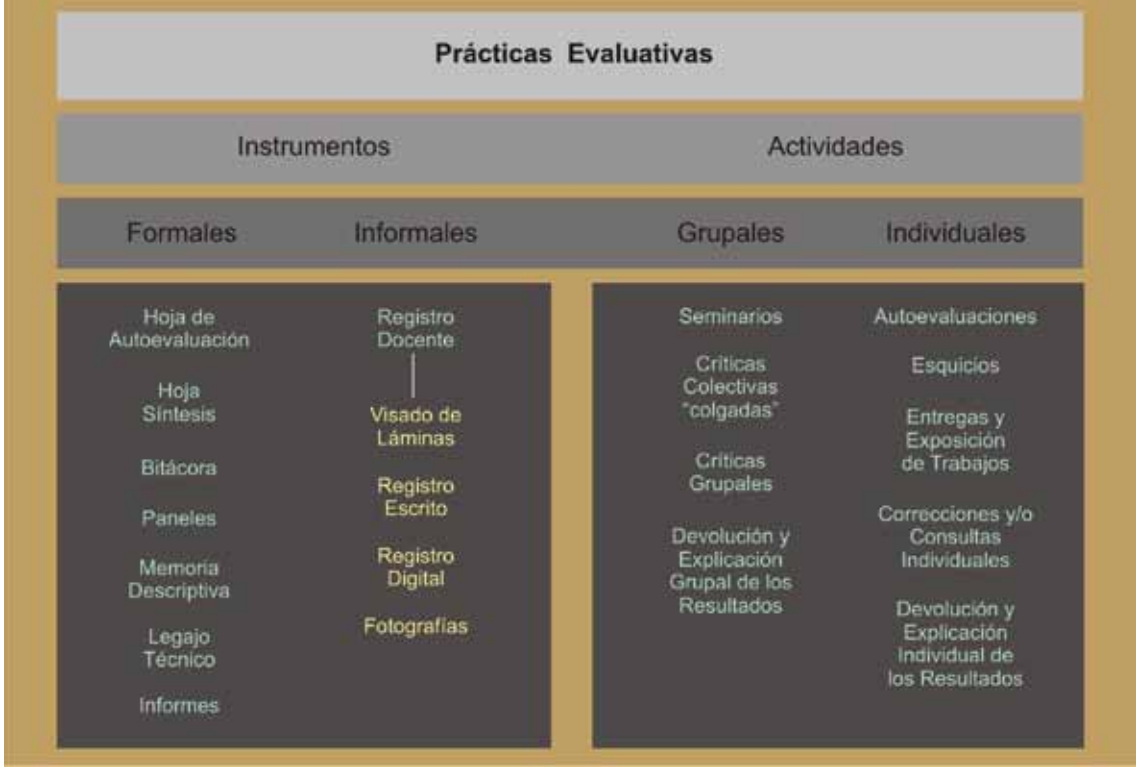 Prácticas Evaluativas
Instrumentos
Actividades
Formales
Informales
Grupales
Individuales
Hoja de
Autoevaluación
Hoja
Síntesis
Bitácora
Paneles
Memoria
Descriptiva
Legajo
Técnico
Informes
Registro
Docente
Visado de
Láminas
Registro
Escrito
Registro
Digital
Fotografías
Seminarios
Críticas
Colectivas
"colgadas"
Críticas
Grupales
Devolución y
Explicación
Grupal de los
Resultados
Autoevaluaciones
Esquicios
Entregas y
Exposición
de Trabajos
Correcciones y/o
Consultas
Individuales
Devolución y
Explicación
Individual de
los Resultados